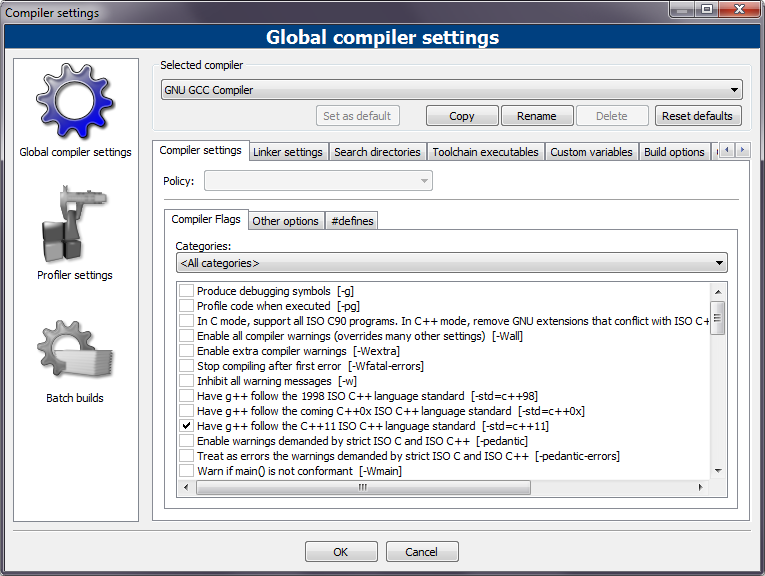 Compiler settings
Global compiler settings
Selected compiler
GNU GCC Compiler
Set as default
Copy
Rename
Delete
Reset defaults
Global compiler settings
Profiler settings
Batch builds
Compiler settings
Linker settings
Search directories
Toolchain executables
Custom variables
Build options
Policy:
Compiler Flags
Other options
#defines
Categories:
<All categories>
Produce debugging symbols [-g]
Profile code when executed [-pg]
In C mode, support all ISO C90 programs. In C++ mode, remove GNU extensions that conflict with ISO C+
Enable all compiler warnings (overrides many other settings) [-Wall]
Enable extra compiler warnings [-Wextra]
Stop compiling after first error [-Wfatal-errors]
Inhibit all warning messages [-w]
Have g++ follow the 1998 ISO C++ language standard [-std=c++98]
Have g++ follow the coming C++0x ISO C++ language standard [-std=c++0x]
Have g++ follow the C++11 ISO C++ language standard [-std=c++11]
Enable warnings demanded by strict ISO C and ISO C++ [-pedantic]
Treat as errors the warnings demanded by strict ISO C and ISO C++ [-pedantic-errors]
Warn if main() is not conformant [-Wmain]
OK
Cancel